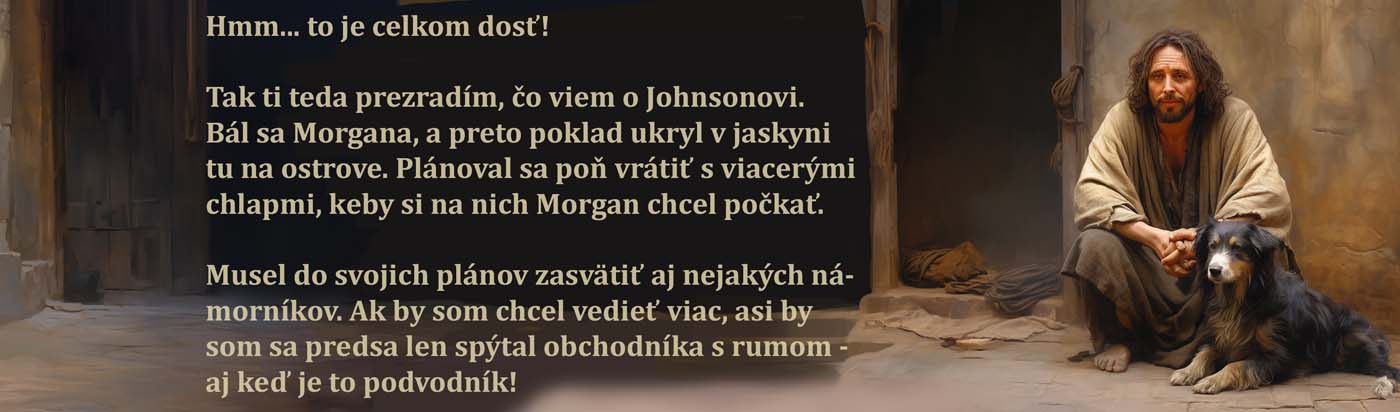 Hmm... to je celkom dosť!
Tak ti teda prezradím, čo viem o Johnsonovi.
Bál sa Morgana, a preto poklad ukryl v jaskyni
tu na ostrove. Plánoval sa poň vrátiť s viacerými
chlapmi, keby si na nich Morgan chcel počkať.
Musel do svojich plánov zasvätiť aj nejakých ná-
morníkov. Ak by som chcel vedieť viac, asi by
som sa predsa len spýtal obchodníka s rumom -
aj keď je to podvodník!